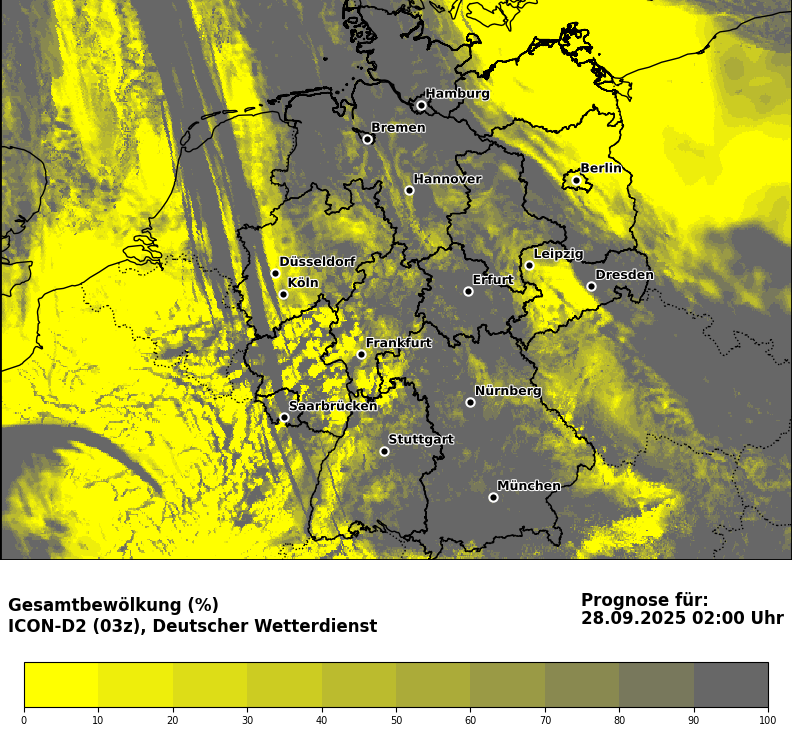 Hamburg
Bremen
Berlin
Hannover
Leipzig
Düsseldorf
Dresden
Köln
Erfurt
Frankfurt
Nürnberg
Saarbrücken
Stuttgart
München
Gesamtbewölkung (%)
ICON-D2 (03z), Deutscher Wetterdienst
Prognose für:
28.09.2025 02:00 Uhr
0 10 20 30 40 50 60 70 80 90 100